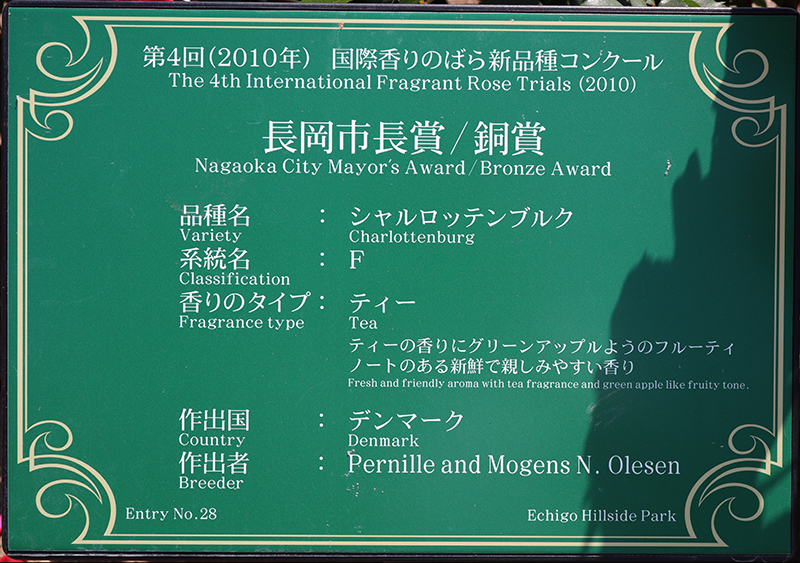 第4回(2010年) 国際香りのばら新品種コンクール
The 4th International Fragrant Rose Trials (2010)
長岡市長賞/銅賞
Nagaoka City Mayor's Award/Bronze Award
品種名 : シャルロッテンブルク
Variety Charlottenburg
系統名 : F
Classification
香りのタイプ : ティー
Fragrance type Tea
ティーの香りにグリーンアップルようのフルーティ
ノートのある新鮮で親しみやすい香り
Fresh and friendly aroma with tea fragrance and green apple like fruity tone.
作出国 : デンマーク
Country Denmark
作出者 : Pernille and Mogens N. Olesen
Breeder
Entry No.28 Echigo Hillside Park